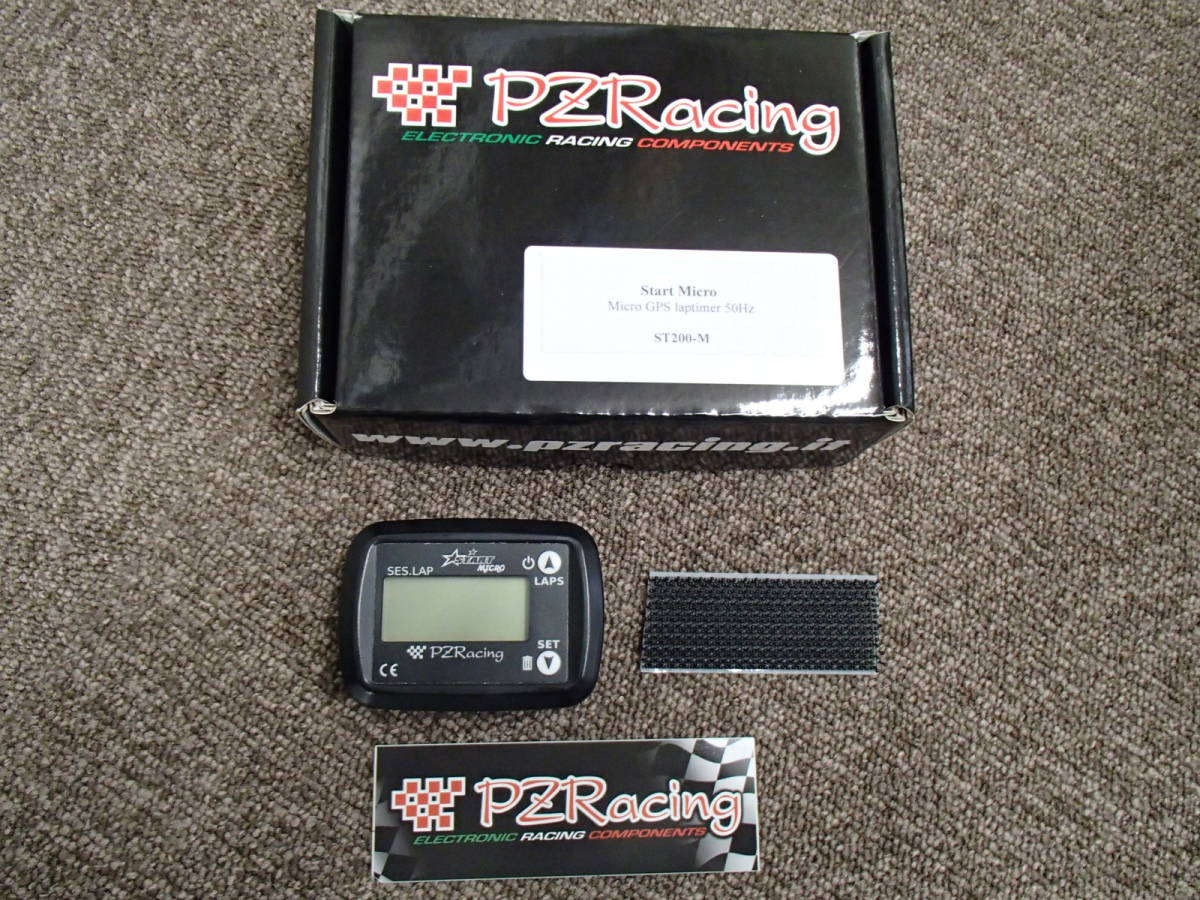 PZRacing
ELECTRONIC RACING COMPONENTS
Start Micro
Micro GPS laptimer 50Hz
ST200-M
www.pzracing.it
START
MICRO
SES.LAP
LAPS
SET
PZRacing
CE
PZRacing
ELECTRONIC RACING COMPONENTS